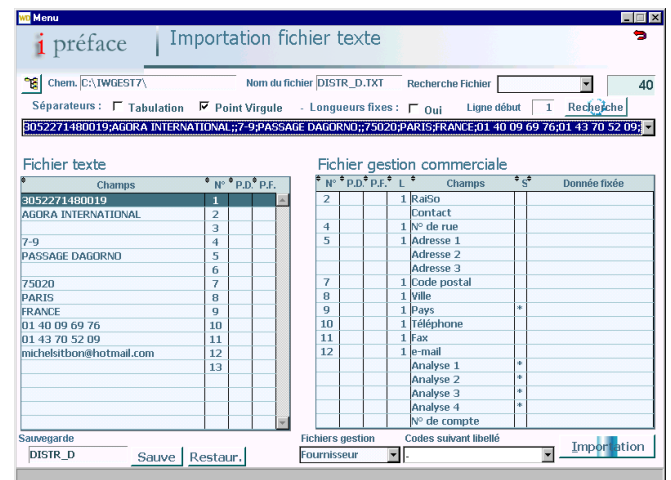 Menu
i préface Importation fichier texte
Chem. C:\IWGEST7\ Nom du fichier DISTR_D.TXT Recherche Fichier 40
Séparateurs : Tabulation Point Virgule - Longueurs fixes : Oui Ligne début 1 Recherche
3052271480019;AGORA INTERNATIONAL;;7-9;PASSAGE DAGORNO;;75020;PARIS;FRANCE;01 40 09 69 76;01 43 70 52 09;
Fichier texte Fichier gestion commerciale
Champs N° P.D. P.F. N° P.D. P.F. L Champs S Donnée fixée
3052271480019 1 2 1 RaiSo
AGORA INTERNATIONAL 2 Contact
3 4 1 N° de rue
7-9 4 5 1 Adresse 1
PASSAGE DAGORNO 5 Adresse 2
6 Adresse 3
75020 7 7 1 Code postal
PARIS 8 8 1 Ville
FRANCE 9 9 1 Pays *
01 40 09 69 76 10 10 1 Téléphone
01 43 70 52 09 11 11 1 Fax
michelsitbon@hotmail.com 12 12 1 e-mail
13 Analyse 1 *
Analyse 2 *
Analyse 3 *
Analyse 4 *
N° de compte
Sauvegarde Fichiers gestion Codes suivant libellé
DISTR_D Sauve Restaur. Fournisseur - Importation